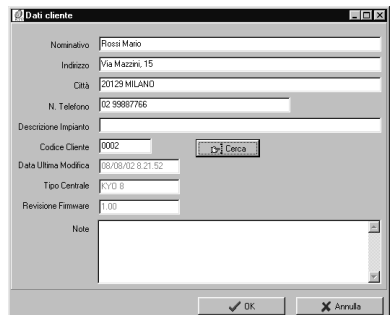 Dati cliente
Nominativo Rossi Mario
Indirizzo Via Mazzini, 15
Città 20129 MILANO
N. Telefono 02 99887766
Descrizione Impianto
Codice Cliente 0002 Cerca
Data Ultima Modifica 08/08/02 8.21.52
Tipo Centrale KYO 8
Revisione Firmware 1.00
Note
OK Annulla